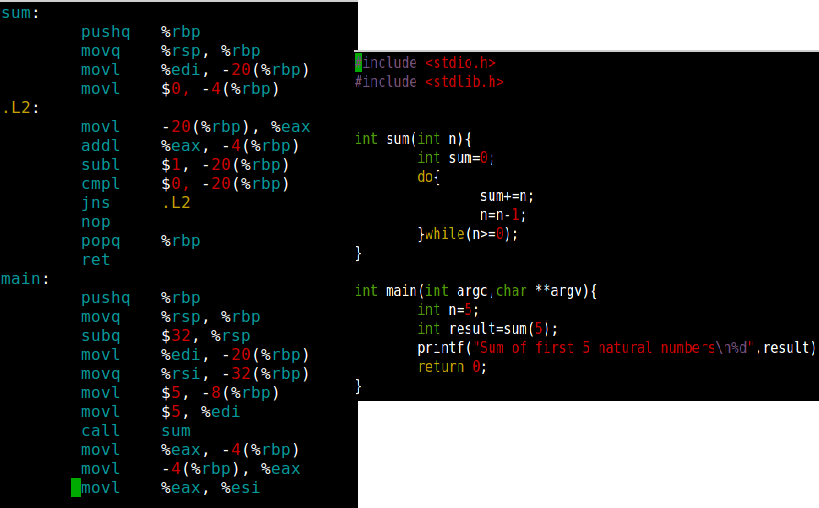 sum:
pushq %rbp
movq %rsp, %rbp
movl %edi, -20(%rbp)
movl $0, -4(%rbp)
.L2:
movl -20(%rbp), %eax
addl %eax, -4(%rbp)
subl $1, -20(%rbp)
cmpl $0, -20(%rbp)
jns .L2
nop
popq %rbp
ret
main:
pushq %rbp
movq %rsp, %rbp
subq $32, %rsp
movl %edi, -20(%rbp)
movq %rsi, -32(%rbp)
movl $5, -8(%rbp)
movl $5, %edi
call sum
movl %eax, -4(%rbp)
movl -4(%rbp), %eax
movl %eax, %esi
#include <stdio.h>
#include <stdlib.h>
int sum(int n){
int sum=0;
do{
sum+=n;
n=n-1;
}while(n>=0);
}
int main(int argc,char **argv){
int n=5;
int result=sum(5);
printf("Sum of first 5 natural numbers\n%d",result)
return 0;
}